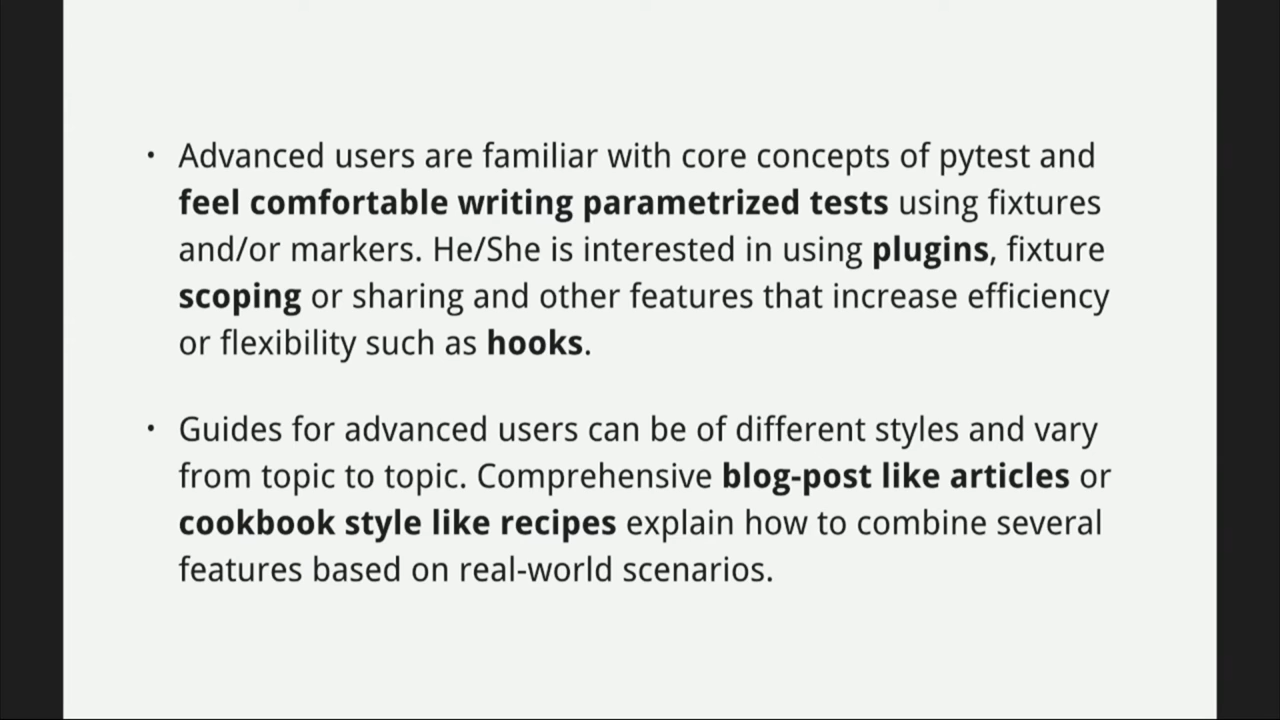 • Advanced users are familiar with core concepts of pytest and
feel comfortable writing parametrized tests using fixtures
and/or markers. He/She is interested in using plugins, fixture
scoping or sharing and other features that increase efficiency
or flexibility such as hooks.
• Guides for advanced users can be of different styles and vary
from topic to topic. Comprehensive blog-post like articles or
cookbook style like recipes explain how to combine several
features based on real-world scenarios.